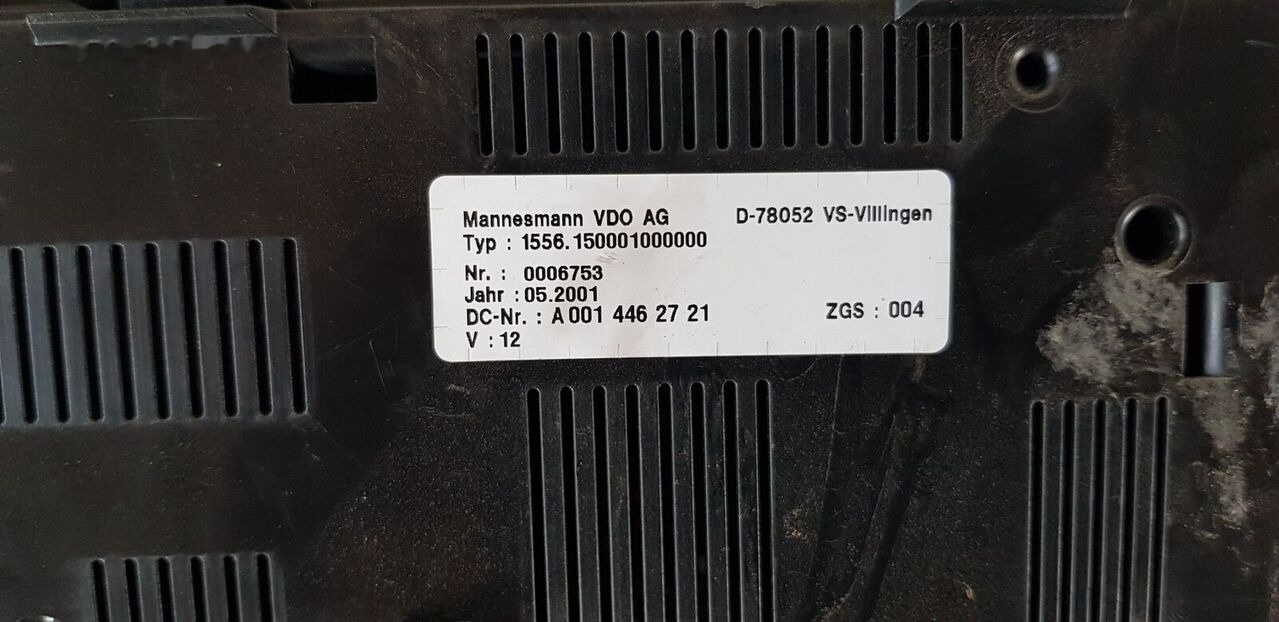 Mannesmann VDO AG D-78052 VS-Villingen
Typ : 1556.150001000000
Nr. : 0006753
Jahr : 05.2001
DC-Nr. : A 001 446 27 21 ZGS : 004
V : 12